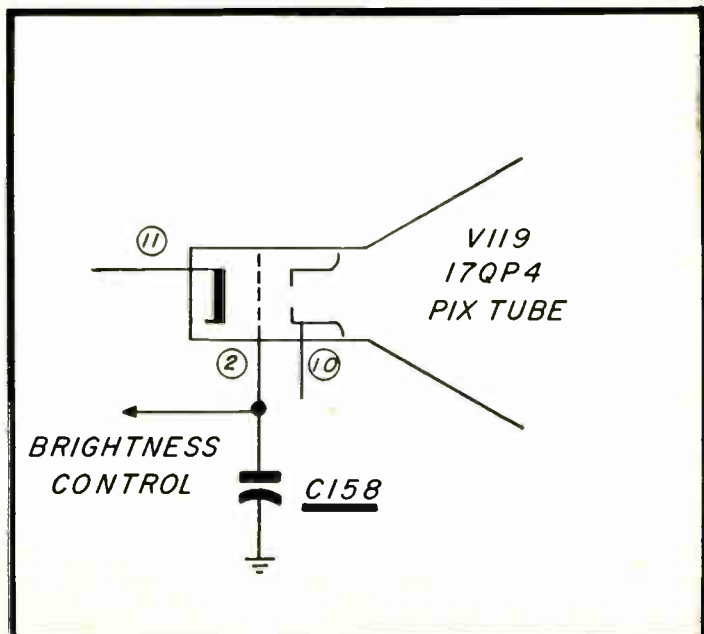 11
V119
17QP4
PIX TUBE
2
10
BRIGHTNESS
CONTROL
C158